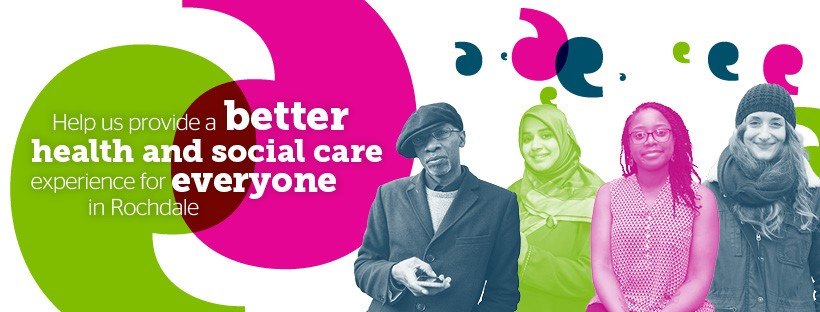 Help us provide a better
health and social care
experience for everyone
in Rochdale